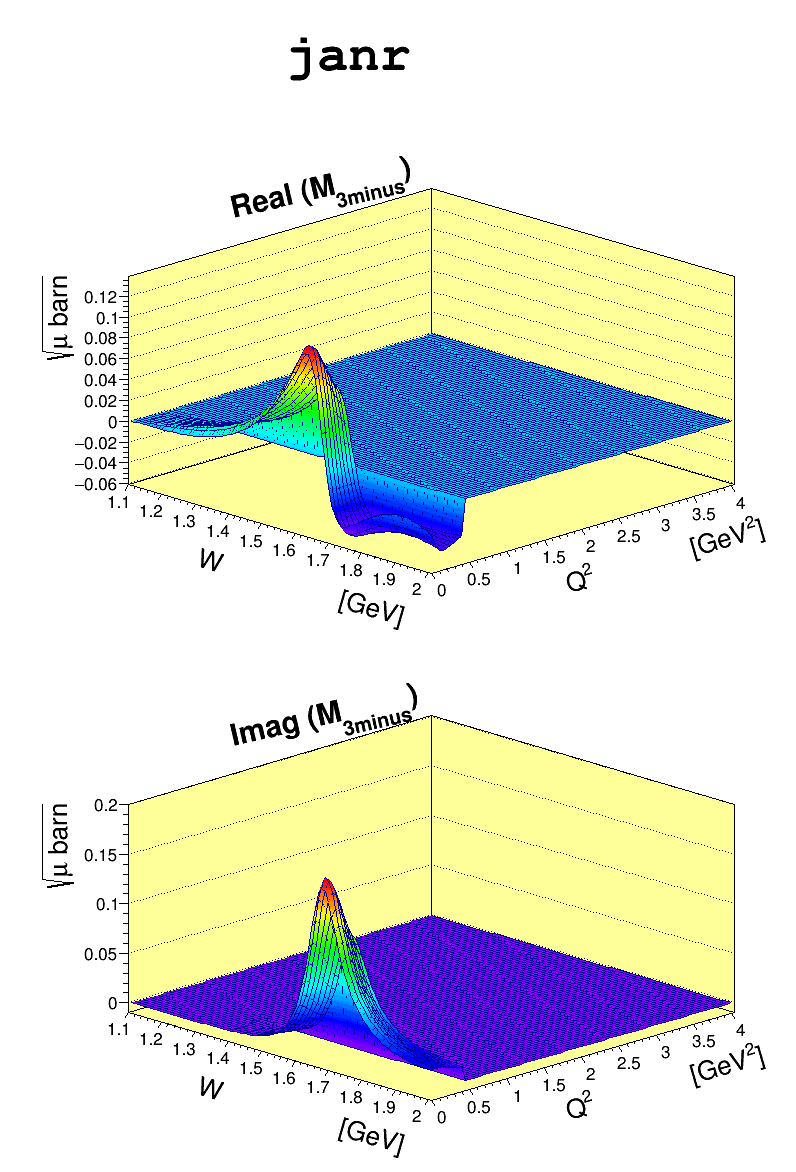 janr
Real (M3minus)
√μ barn
0.12
0.1
0.08
0.06
0.04
0.02
0
−0.02
−0.04
−0.06
1.1 1.2 1.3 1.4 1.5 1.6 1.7 1.8 1.9 2
W
[GeV]
0 0.5 1 1.5 2 2.5 3 3.5 4
Q2
[GeV2]
Imag (M3minus)
√μ barn
0.2
0.15
0.1
0.05
0
1.1 1.2 1.3 1.4 1.5 1.6 1.7 1.8 1.9 2
W
[GeV]
0 0.5 1 1.5 2 2.5 3 3.5 4
Q2
[GeV2]